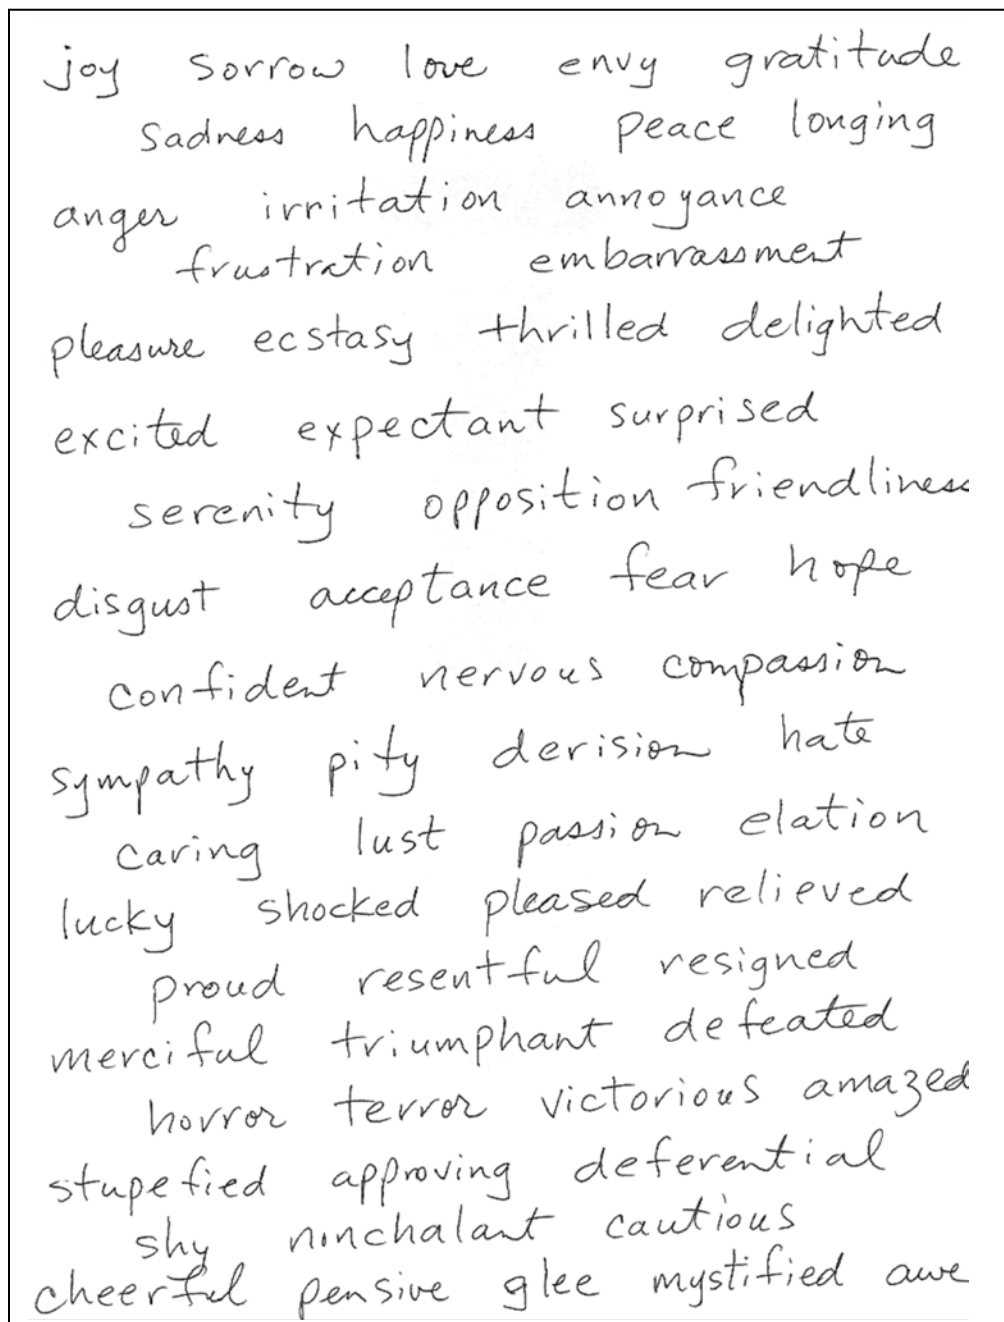 joy sorrow love envy gratitude
sadness happiness peace longing
anger irritation annoyance
frustration embarrassment
pleasure ecstasy thrilled delighted
excited expectant surprised
serenity opposition friendliness
disgust acceptance fear hope
confident nervous compassion
sympathy pity derision hate
caring lust passion elation
lucky shocked pleased relieved
proud resentful resigned
merciful triumphant defeated
horror terror victorious amazed
stupefied approving deferential
shy nonchalant cautious
cheerful pensive glee mystified awe